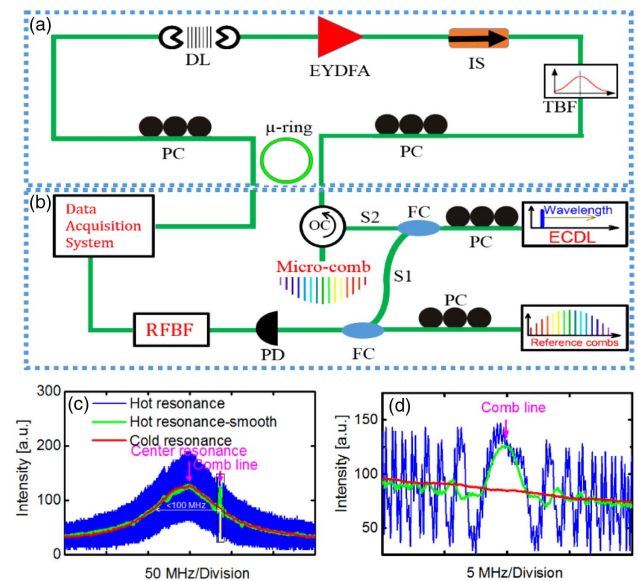 (a)
DL
EYDFA
IS
TBF
PC
μ-ring
PC
(b)
Data
Acquisition
System
OC
S2
FC
PC
Wavelength
ECDL
Micro-comb
S1
RFBF
PD
FC
PC
Reference combs
(c)
Hot resonance
Hot resonance-smooth
Cold resonance
Center resonance
Comb line
<100 MHz
Intensity [a.u.]
300
200
100
0
50 MHz/Division
(d)
Comb line
Intensity [a.u.]
150
100
50
5 MHz/Division